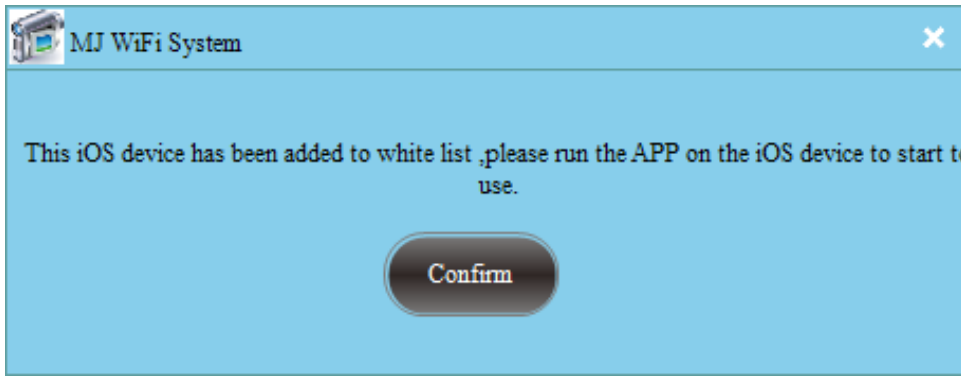 MJ WiFi System
This iOS device has been added to white list ,please run the APP on the iOS device to start to
use.
Confirm